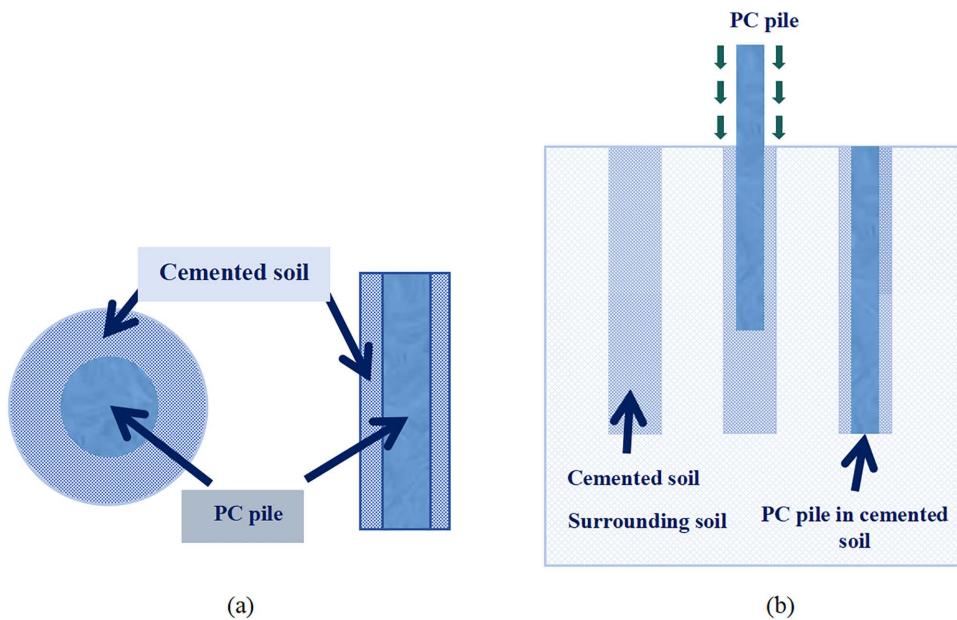 Cemented soil
PC pile
(a)
PC pile
Cemented soil
Surrounding soil
PC pile in cemented
soil
(b)